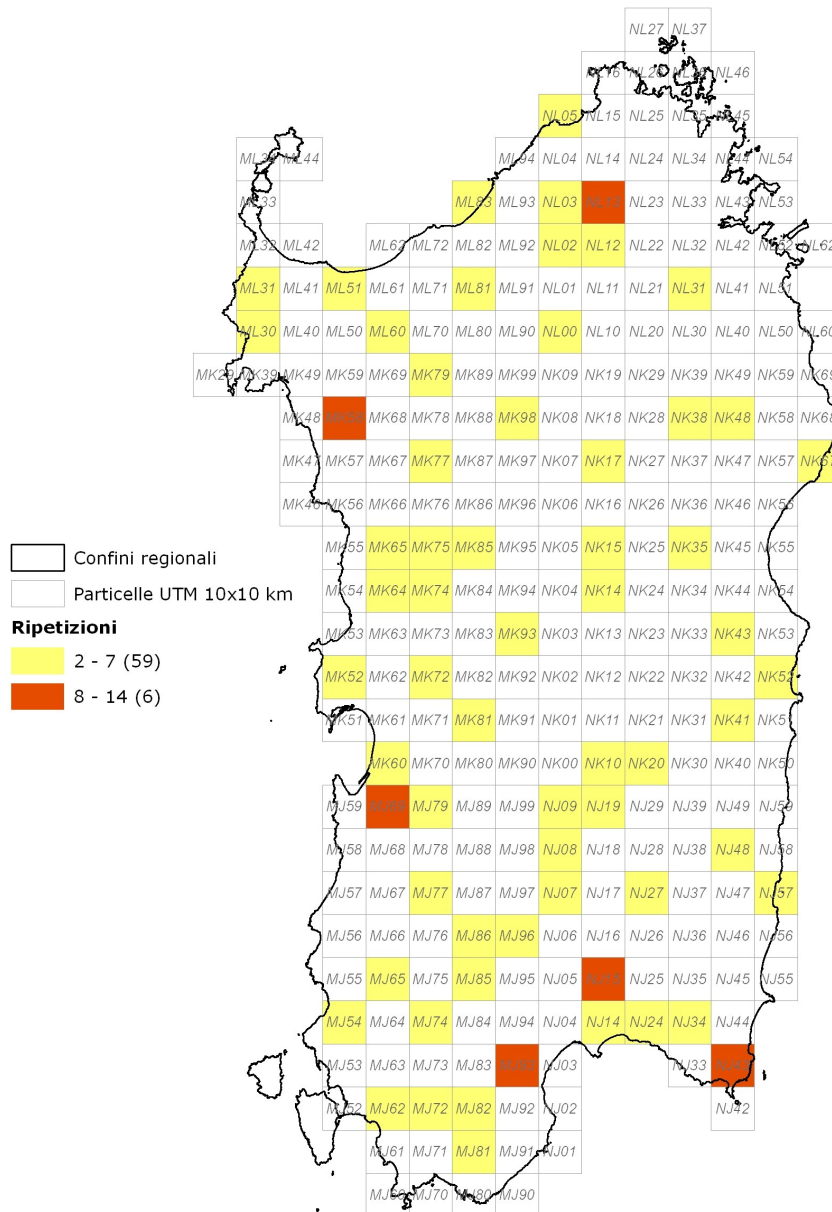 NL27 NL37
NL16 NL26 NL36 NL46
NL05 NL15 NL25 NL35 NL45
ML34 ML44 ML94 NL04 NL14 NL24 NL34 NL44 NL54
ML33 ML83 ML93 NL03 NL13 NL23 NL33 NL43 NL53
ML32 ML42 ML62 ML72 ML82 ML92 NL02 NL12 NL22 NL32 NL42 NL52 NL62
ML31 ML41 ML51 ML61 ML71 ML81 ML91 NL01 NL11 NL21 NL31 NL41 NL51
ML30 ML40 ML50 ML60 ML70 ML80 ML90 NL00 NL10 NL20 NL30 NL40 NL50 NL60
MK29 MK39 MK49 MK59 MK69 MK79 MK89 MK99 NK09 NK19 NK29 NK39 NK49 NK59 NK69
MK48 MK58 MK68 MK78 MK88 MK98 NK08 NK18 NK28 NK38 NK48 NK58 NK68
MK47 MK57 MK67 MK77 MK87 MK97 NK07 NK17 NK27 NK37 NK47 NK57 NK67
MK46 MK56 MK66 MK76 MK86 MK96 NK06 NK16 NK26 NK36 NK46 NK56
MK55 MK65 MK75 MK85 MK95 NK05 NK15 NK25 NK35 NK45 NK55
Confini regionali
Particelle UTM 10x10 km
MK54 MK64 MK74 MK84 MK94 NK04 NK14 NK24 NK34 NK44 NK54
Ripetizioni
MK53 MK63 MK73 MK83 MK93 NK03 NK13 NK23 NK33 NK43 NK53
2 - 7 (59)
8 - 14 (6)
MK52 MK62 MK72 MK82 MK92 NK02 NK12 NK22 NK32 NK42 NK52
MK51 MK61 MK71 MK81 MK91 NK01 NK11 NK21 NK31 NK41 NK51
MK60 MK70 MK80 MK90 NK00 NK10 NK20 NK30 NK40 NK50
MJ59 MJ69 MJ79 MJ89 MJ99 NJ09 NJ19 NJ29 NJ39 NJ49 NJ59
MJ58 MJ68 MJ78 MJ88 MJ98 NJ08 NJ18 NJ28 NJ38 NJ48 NJ58
MJ57 MJ67 MJ77 MJ87 MJ97 NJ07 NJ17 NJ27 NJ37 NJ47 NJ57
MJ56 MJ66 MJ76 MJ86 MJ96 NJ06 NJ16 NJ26 NJ36 NJ46 NJ56
MJ55 MJ65 MJ75 MJ85 MJ95 NJ05 NJ15 NJ25 NJ35 NJ45 NJ55
MJ54 MJ64 MJ74 MJ84 MJ94 NJ04 NJ14 NJ24 NJ34 NJ44
MJ53 MJ63 MJ73 MJ83 MJ93 NJ03 NJ33 NJ43
MJ52 MJ62 MJ72 MJ82 MJ92 NJ02 NJ42
MJ61 MJ71 MJ81 MJ91 NJ01
MJ60 MJ70 MJ80 MJ90